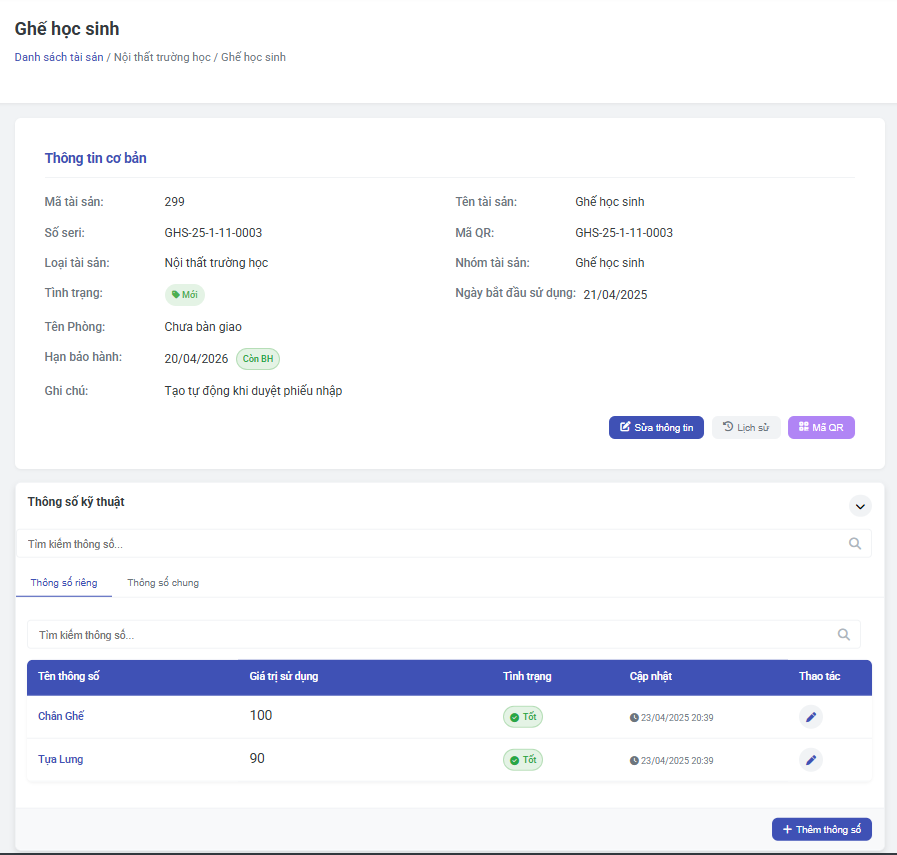 Ghế học sinh
Danh sách tài sản / Nội thất trường học / Ghế học sinh
Thông tin cơ bản
Mã tài sản: 299 Tên tài sản: Ghế học sinh
Số seri: GHS-25-1-11-0003 Mã QR: GHS-25-1-11-0003
Loại tài sản: Nội thất trường học Nhóm tài sản: Ghế học sinh
Tình trạng: Mới Ngày bắt đầu sử dụng: 21/04/2025
Tên Phòng: Chưa bàn giao
Hạn bảo hành: 20/04/2026 Còn BH
Ghi chú: Tạo tự động khi duyệt phiếu nhập
Sửa thông tin Lịch sử Mã QR
Thông số kỹ thuật
Tìm kiếm thông số...
Thông số riêng Thông số chung
Tìm kiếm thông số...
Tên thông số Giá trị sử dụng Tình trạng Cập nhật Thao tác
Chân Ghế 100 Tốt 23/04/2025 20:39
Tựa Lưng 90 Tốt 23/04/2025 20:39
+ Thêm thông số